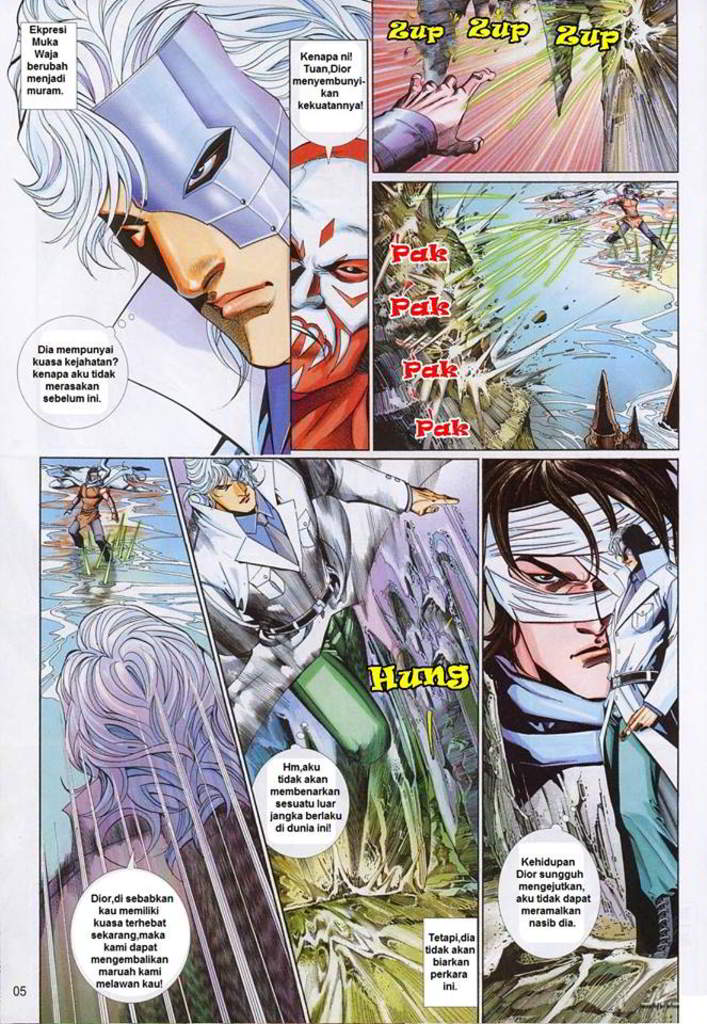 Ekpresi
Muka
Waja
berubah
menjadi
muram.
Kenapa ni!
Tuan,Dior
menyembunyi-
kan
kekuatannya!
Zup Zup Zup
Dia mempunyai
kuasa kejahatan?
kenapa aku tidak
merasakan
sebelum ini.
Pak
Pak
Pak
Pak
Dior,di sebabkan
kau memiliki
kuasa terhebat
sekarang,maka
kami dapat
mengembalikan
maruah kami
melawan kau!
Hung
Hm,aku
tidak akan
membenarkan
sesuatu luar
jangka berlaku
di dunia ini!
Tetapi,dia
tidak akan
biarkan
perkara
ini.
Kehidupan
Dior sungguh
mengejutkan,
aku tidak dapat
meramalkan
nasib dia.
05